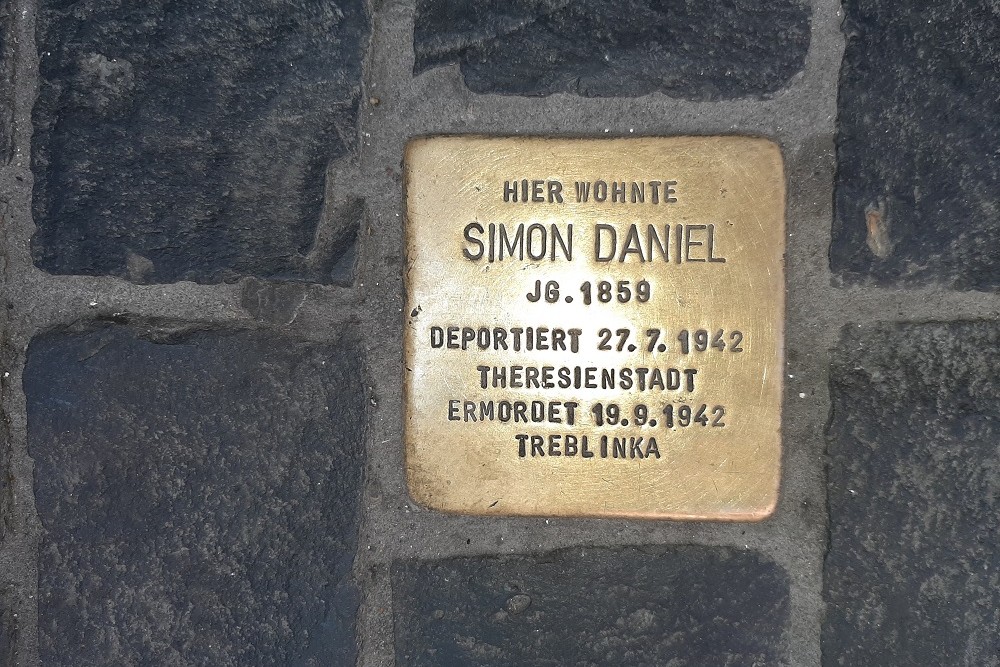 HIER WOHNTE
SIMON DANIEL
JG. 1859
DEPORTIERT 27. 7. 1942
THERESIENSTADT
ERMORDET 19.9.1942
TREBLINKA